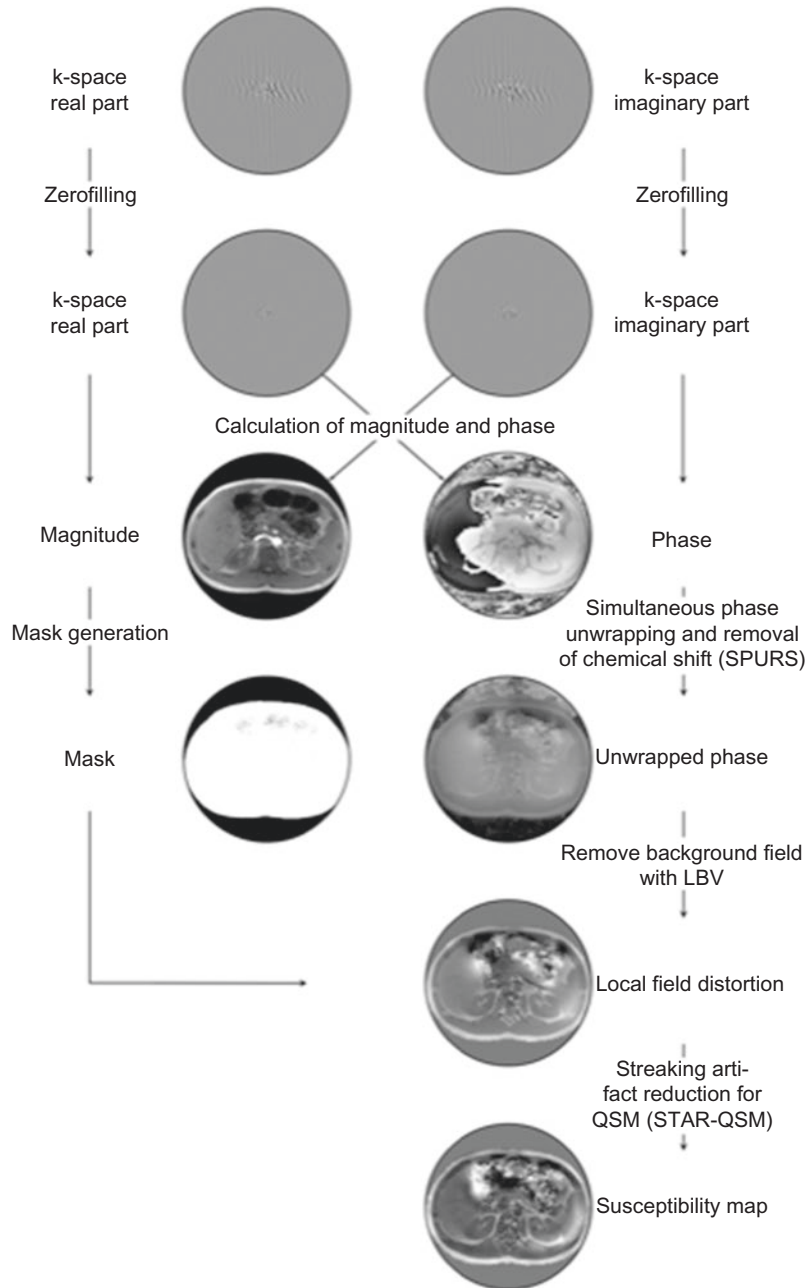 k-space
real part
k-space
imaginary part
Zerofilling
Zerofilling
k-space
real part
k-space
imaginary part
Calculation of magnitude and phase
Magnitude
Phase
Mask generation
Simultaneous phase
unwrapping and removal
of chemical shift (SPURS)
Mask
Unwrapped phase
Remove background field
with LBV
Local field distortion
Streaking arti-
fact reduction for
QSM (STAR-QSM)
Susceptibility map